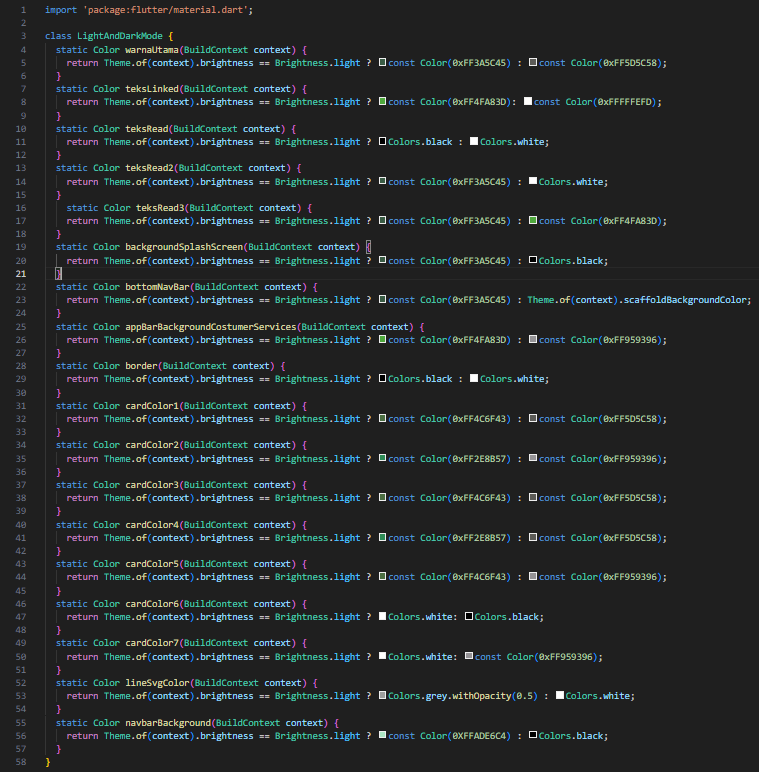 1 import 'package:flutter/material.dart';
2
3 class LightAndDarkMode {
4 static Color warnaUtama(BuildContext context) {
5 return Theme.of(context).brightness == Brightness.light ? const Color(0xFF3A5C45) : const Color(0xFF5D5C58);
6 }
7 static Color teksLinked(BuildContext context) {
8 return Theme.of(context).brightness == Brightness.light ? const Color(0xFF4FA83D): const Color(0xFFFFFEFD);
9 }
10 static Color teksRead(BuildContext context) {
11 return Theme.of(context).brightness == Brightness.light ? Colors.black : Colors.white;
12 }
13 static Color teksRead2(BuildContext context) {
14 return Theme.of(context).brightness == Brightness.light ? const Color(0xFF3A5C45) : Colors.white;
15 }
16 static Color teksRead3(BuildContext context) {
17 return Theme.of(context).brightness == Brightness.light ? const Color(0xFF3A5C45) : const Color(0xFF4FA83D);
18 }
19 static Color backgroundSplashScreen(BuildContext context) {
20 return Theme.of(context).brightness == Brightness.light ? const Color(0xFF3A5C45) : Colors.black;
21 }
22 static Color bottomNavBar(BuildContext context) {
23 return Theme.of(context).brightness == Brightness.light ? const Color(0xFF3A5C45) : Theme.of(context).scaffoldBackgroundColor;
24 }
25 static Color appBarBackgroundCostumerServices(BuildContext context) {
26 return Theme.of(context).brightness == Brightness.light ? const Color(0xFF4FA83D) : const Color(0xFF959396);
27 }
28 static Color border(BuildContext context) {
29 return Theme.of(context).brightness == Brightness.light ? Colors.black : Colors.white;
30 }
31 static Color cardColor1(BuildContext context) {
32 return Theme.of(context).brightness == Brightness.light ? const Color(0xFF4C6F43) : const Color(0xFF5D5C58);
33 }
34 static Color cardColor2(BuildContext context) {
35 return Theme.of(context).brightness == Brightness.light ? const Color(0xFF2E8B57) : const Color(0xFF959396);
36 }
37 static Color cardColor3(BuildContext context) {
38 return Theme.of(context).brightness == Brightness.light ? const Color(0xFF4C6F43) : const Color(0xFF5D5C58);
39 }
40 static Color cardColor4(BuildContext context) {
41 return Theme.of(context).brightness == Brightness.light ? const Color(0xFF2E8B57) : const Color(0xFF5D5C58);
42 }
43 static Color cardColor5(BuildContext context) {
44 return Theme.of(context).brightness == Brightness.light ? const Color(0xFF4C6F43) : const Color(0xFF959396);
45 }
46 static Color cardColor6(BuildContext context) {
47 return Theme.of(context).brightness == Brightness.light ? Colors.white: Colors.black;
48 }
49 static Color cardColor7(BuildContext context) {
50 return Theme.of(context).brightness == Brightness.light ? Colors.white: const Color(0xFF959396);
51 }
52 static Color lineSvgColor(BuildContext context) {
53 return Theme.of(context).brightness == Brightness.light ? Colors.grey.withOpacity(0.5) : Colors.white;
54 }
55 static Color navbarBackground(BuildContext context) {
56 return Theme.of(context).brightness == Brightness.light ? const Color(0XFFADE6C4) : Colors.black;
57 }
58 }